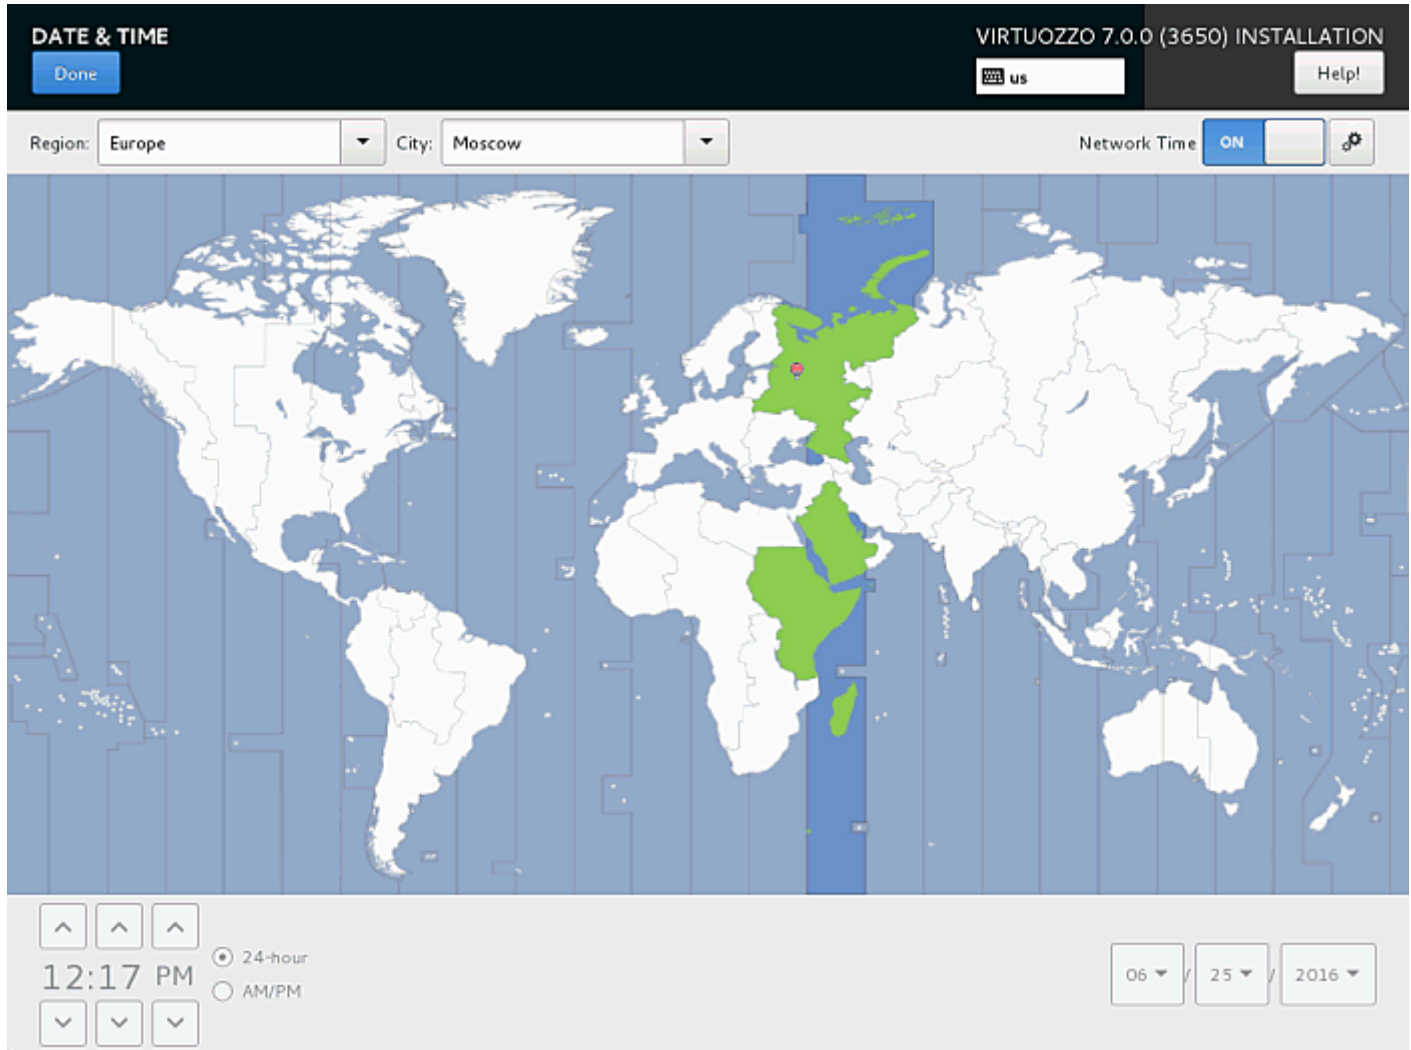 DATE & TIME
VIRTUOZZO 7.0.0 (3650) INSTALLATION
Done
us
Help!
Region:
Europe
City:
Moscow
Network Time
ON
12:17 PM
24-hour
AM/PM
06 / 25 / 2016